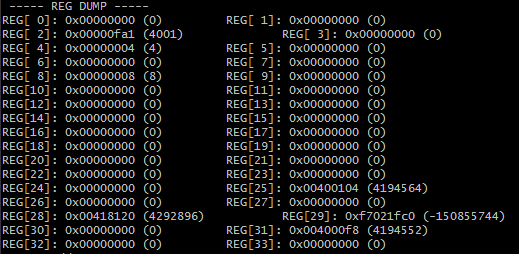 ----- REG DUMP -----
REG[ 0]: 0x00000000 (0) REG[ 1]: 0x00000000 (0)
REG[ 2]: 0x00000fa1 (4001) REG[ 3]: 0x00000000 (0)
REG[ 4]: 0x00000004 (4) REG[ 5]: 0x00000000 (0)
REG[ 6]: 0x00000000 (0) REG[ 7]: 0x00000000 (0)
REG[ 8]: 0x00000008 (8) REG[ 9]: 0x00000000 (0)
REG[10]: 0x00000000 (0) REG[11]: 0x00000000 (0)
REG[12]: 0x00000000 (0) REG[13]: 0x00000000 (0)
REG[14]: 0x00000000 (0) REG[15]: 0x00000000 (0)
REG[16]: 0x00000000 (0) REG[17]: 0x00000000 (0)
REG[18]: 0x00000000 (0) REG[19]: 0x00000000 (0)
REG[20]: 0x00000000 (0) REG[21]: 0x00000000 (0)
REG[22]: 0x00000000 (0) REG[23]: 0x00000000 (0)
REG[24]: 0x00000000 (0) REG[25]: 0x00400104 (4194564)
REG[26]: 0x00000000 (0) REG[27]: 0x00000000 (0)
REG[28]: 0x00418120 (4292896) REG[29]: 0xf7021fc0 (-150855744)
REG[30]: 0x00000000 (0) REG[31]: 0x004000f8 (4194552)
REG[32]: 0x00000000 (0) REG[33]: 0x00000000 (0)